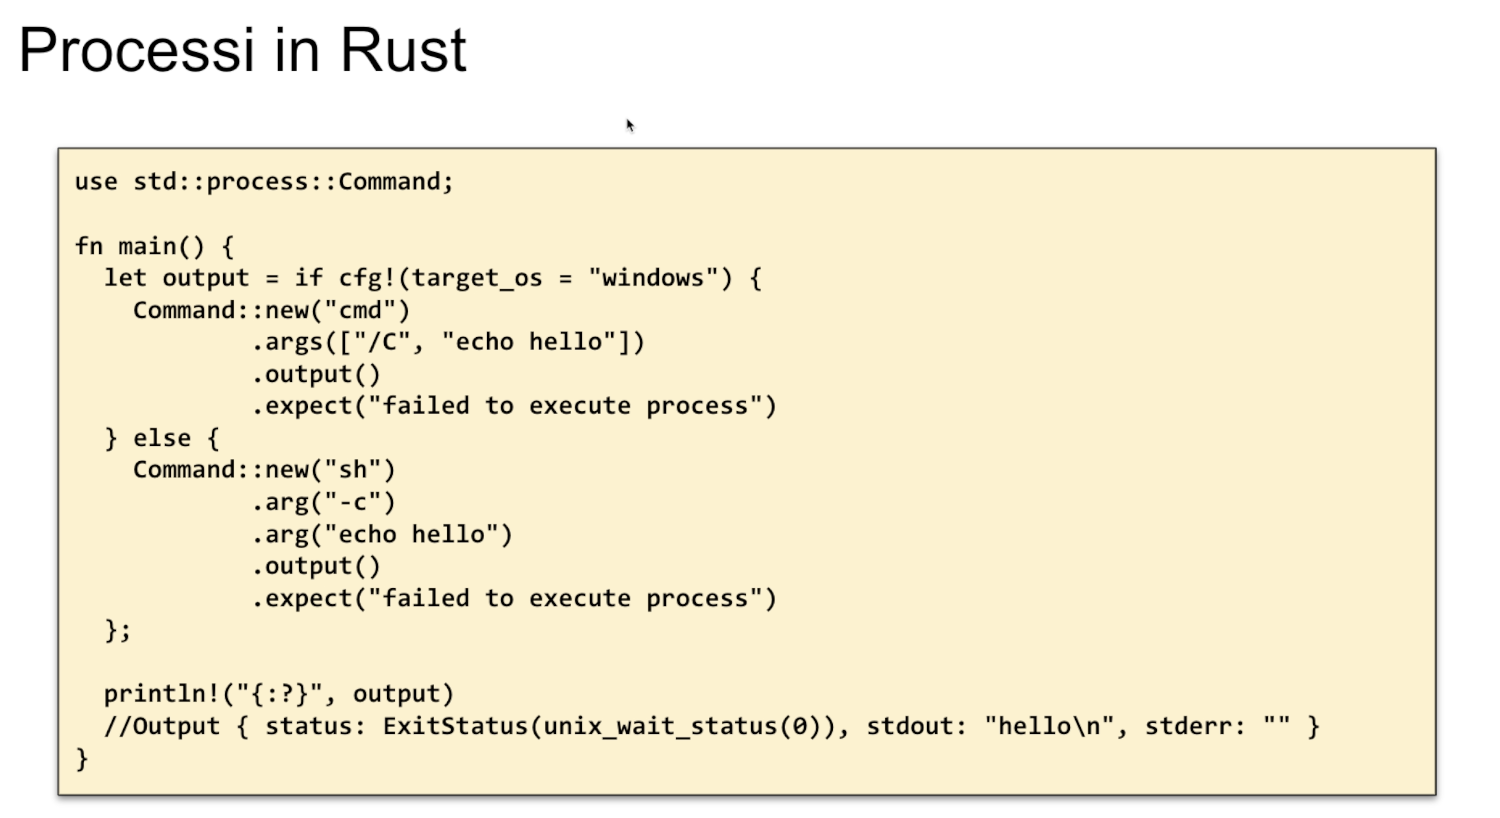 Processi in Rust
use std::process::Command;
fn main() {
  let output = if cfg!(target_os = "windows") {
    Command::new("cmd")
            .args(["/C", "echo hello"])
            .output()
            .expect("failed to execute process")
  } else {
    Command::new("sh")
            .arg("-c")
            .arg("echo hello")
            .output()
            .expect("failed to execute process")
  };
  println!("{:?}", output)
  //Output { status: ExitStatus(unix_wait_status(0)), stdout: "hello\n", stderr: "" }
}